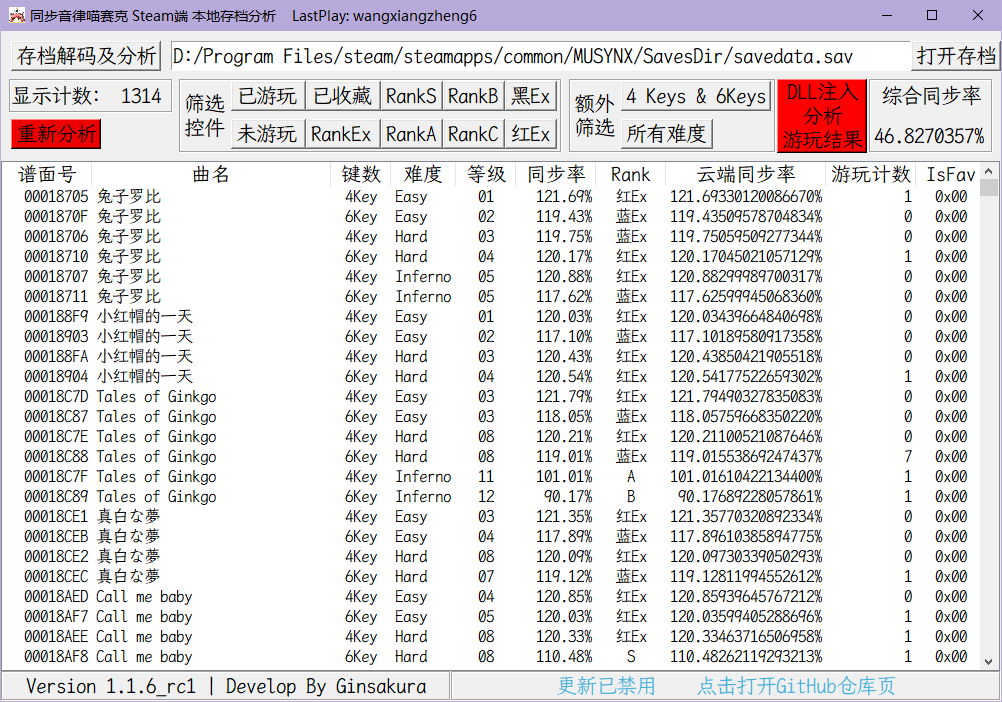 同步音律喵赛克 Steam端 本地存档分析 LastPlay: wangxiangzheng6
存档解码及分析 D:/Program Files/steam/steamapps/common/MUSYNX/SavesDir/savedata.sav 打开存档
显示计数: 1314
重新分析
筛选
控件
已游玩 已收藏 RankS RankB 黑Ex
未游玩 RankEx RankA RankC 红Ex
额外
筛选
4 Keys & 6Keys
所有难度
DLL注入
分析
游玩结果
综合同步率
46.8270357%
谱面号 曲名 键数 难度 等级 同步率 Rank 云端同步率 游玩计数 IsFav
00018705 兔子罗比 4Key Easy 01 121.69% 红Ex 121.69330120086670% 1 0x00
0001870F 兔子罗比 6Key Easy 02 119.43% 蓝Ex 119.43509578704834% 0 0x00
00018706 兔子罗比 4Key Hard 03 119.75% 蓝Ex 119.75059509277344% 0 0x00
00018710 兔子罗比 6Key Hard 04 120.17% 红Ex 120.17045021057129% 1 0x00
00018707 兔子罗比 4Key Inferno 05 120.88% 红Ex 120.88299989700317% 0 0x00
00018711 兔子罗比 6Key Inferno 05 117.62% 蓝Ex 117.62599945068360% 0 0x00
000188F9 小红帽的一天 4Key Easy 01 120.03% 红Ex 120.03439664840698% 0 0x00
00018903 小红帽的一天 6Key Easy 02 117.10% 蓝Ex 117.10189580917358% 0 0x00
000188FA 小红帽的一天 4Key Hard 03 120.43% 红Ex 120.43850421905518% 0 0x00
00018904 小红帽的一天 6Key Hard 04 120.54% 红Ex 120.54177522659302% 1 0x00
00018C7D Tales of Ginkgo 4Key Easy 03 121.79% 红Ex 121.79490327835083% 0 0x00
00018C87 Tales of Ginkgo 6Key Easy 03 118.05% 蓝Ex 118.05759668350220% 0 0x00
00018C7E Tales of Ginkgo 4Key Hard 08 120.21% 红Ex 120.21100521087646% 0 0x00
00018C88 Tales of Ginkgo 6Key Hard 08 119.01% 蓝Ex 119.01553869247437% 7 0x00
00018C7F Tales of Ginkgo 4Key Inferno 11 101.01% A 101.01610422134400% 1 0x00
00018C89 Tales of Ginkgo 6Key Inferno 12 90.17% B 90.17689228057861% 1 0x00
00018CE1 真白な夢 4Key Easy 03 121.35% 红Ex 121.35770320892334% 0 0x00
00018CEB 真白な夢 6Key Easy 04 117.89% 蓝Ex 117.89610385894775% 0 0x00
00018CE2 真白な夢 4Key Hard 08 120.09% 红Ex 120.09730339050293% 0 0x00
00018CEC 真白な夢 6Key Hard 07 119.12% 蓝Ex 119.12811994552612% 1 0x00
00018AED Call me baby 4Key Easy 04 120.85% 红Ex 120.85939645767212% 0 0x00
00018AF7 Call me baby 6Key Easy 05 120.03% 红Ex 120.03599405288696% 1 0x00
00018AEE Call me baby 4Key Hard 08 120.33% 红Ex 120.33463716506958% 1 0x00
00018AF8 Call me baby 6Key Hard 08 110.48% S 110.48262119293213% 1 0x00
Version 1.1.6_rc1 | Develop By Ginsakura 更新已禁用 点击打开GitHub仓库页